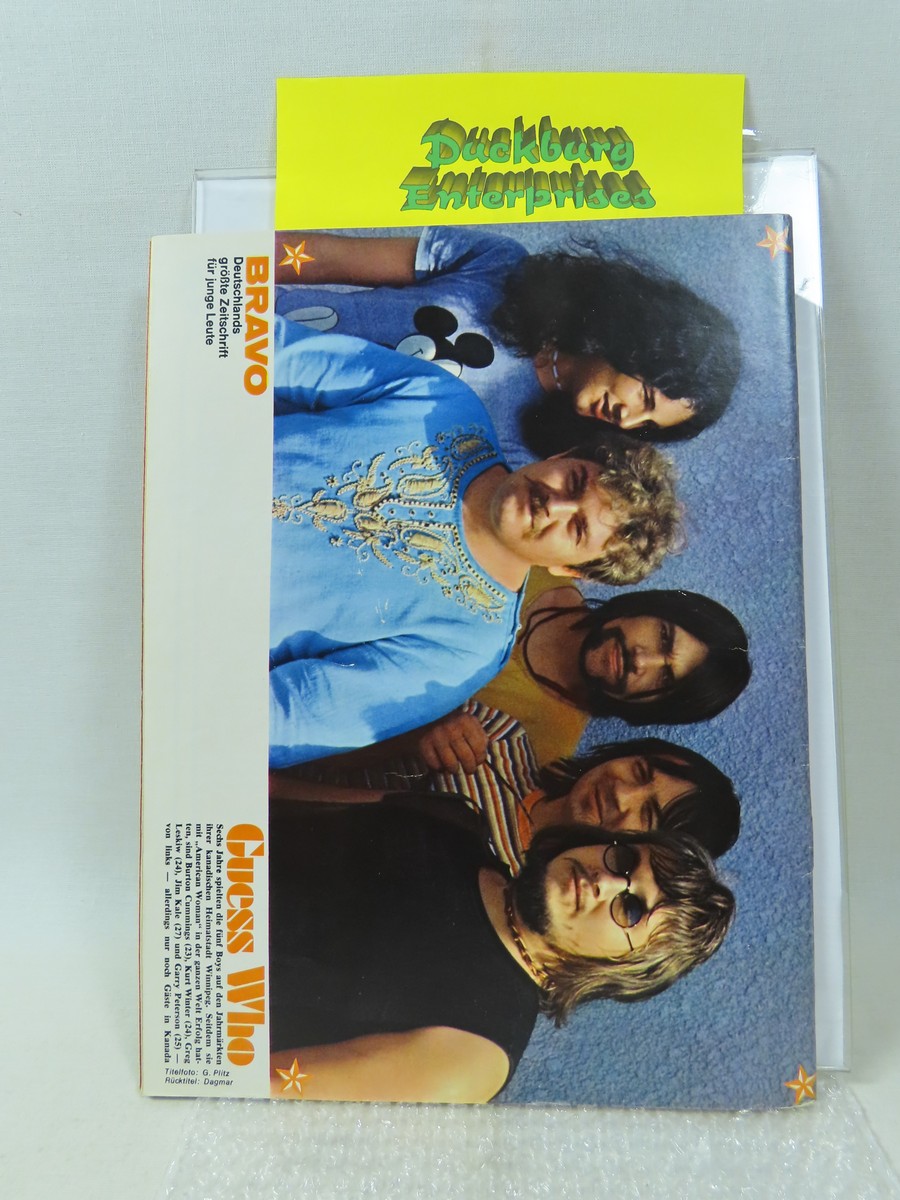 Duckburg
Enterprises
BRAVO
Deutschlands
größte Zeitschrift
für junge Leute
Guess Who
Sechs Jahre spielten die fünf Boys auf den Jahrmärkten
ihrer kanadischen Heimatstadt Winnipeg. Seitdem sie
mit „American Woman" in der ganzen Welt Erfolg hat-
ten, sind Burton Cummings (23), Kurt Winter (24), Greg
Leskiw (24), Jim Kale (27) und Garry Peterson (25) —
von links — allerdings nur noch Gäste in Kanada
Titelfoto: G. Plitz
Rücktitel: Dagmar